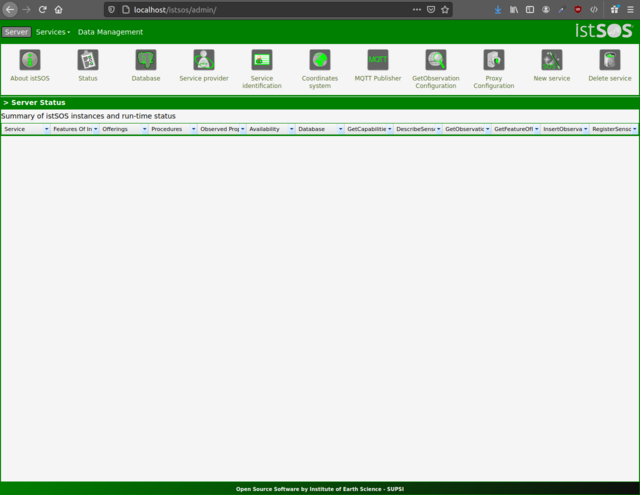 localhost/istsos/admin/
Server Services Data Management
istSOS
MQTT
About istSOS Status Database Service provider Service identification Coordinates system MQTT Publisher GetObservation Configuration Proxy Configuration New service Delete service
> Server Status
Summary of istSOS instances and run-time status
Service Features Of In Offerings Procedures Observed Prop Availability Database GetCapabilitie DescribeSenso GetObservatic GetFeatureOfI InsertObserva RegisterSensc
Open Source Software by Institute of Earth Science - SUPSI